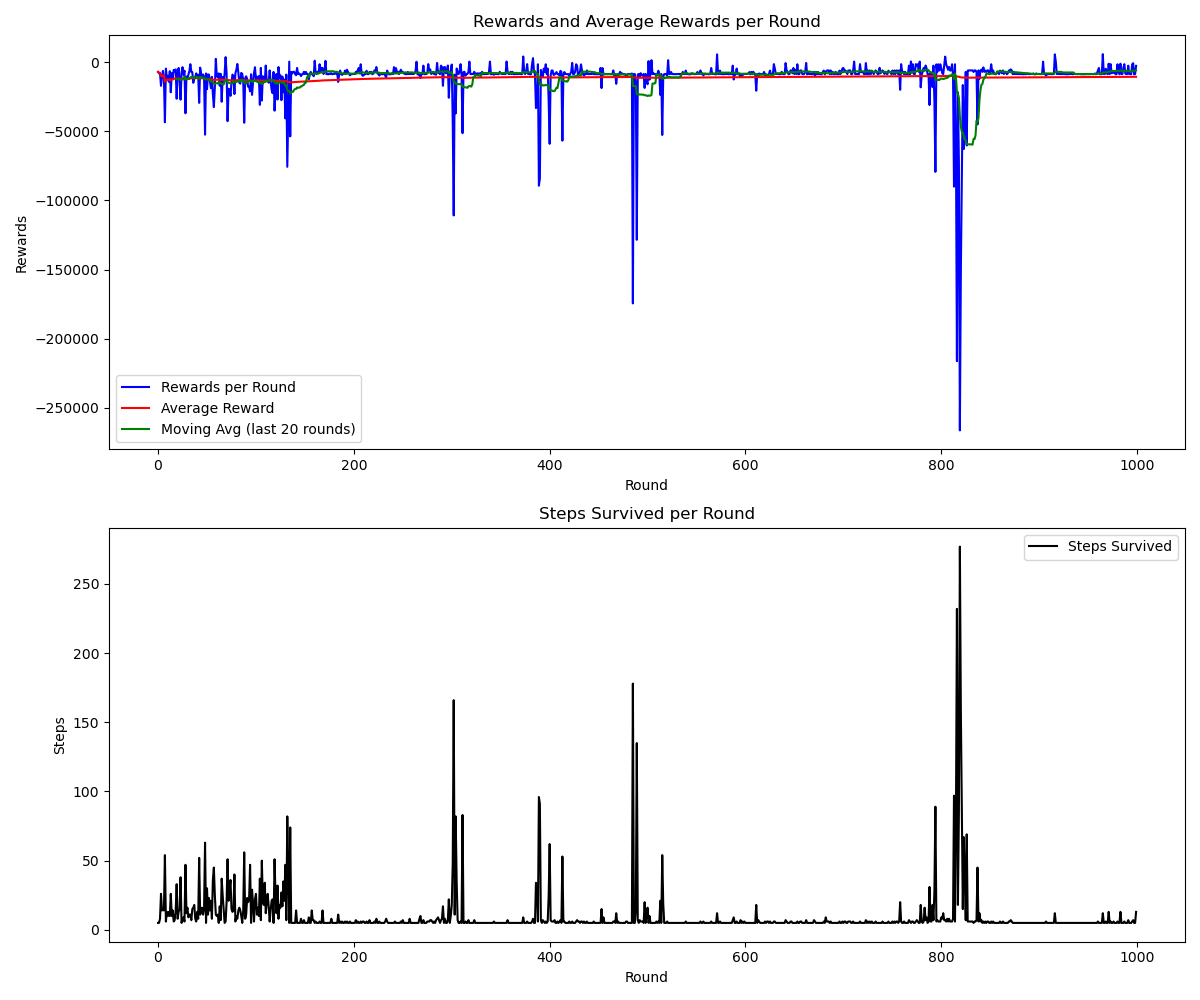 Rewards and Average Rewards per Round
0
−50000
−100000
−150000
−200000
−250000
Rewards
Rewards per Round
Average Reward
Moving Avg (last 20 rounds)
0 200 400 600 800 1000
Round
Steps Survived per Round
Steps Survived
250
200
150
100
50
0
Steps
0 200 400 600 800 1000
Round